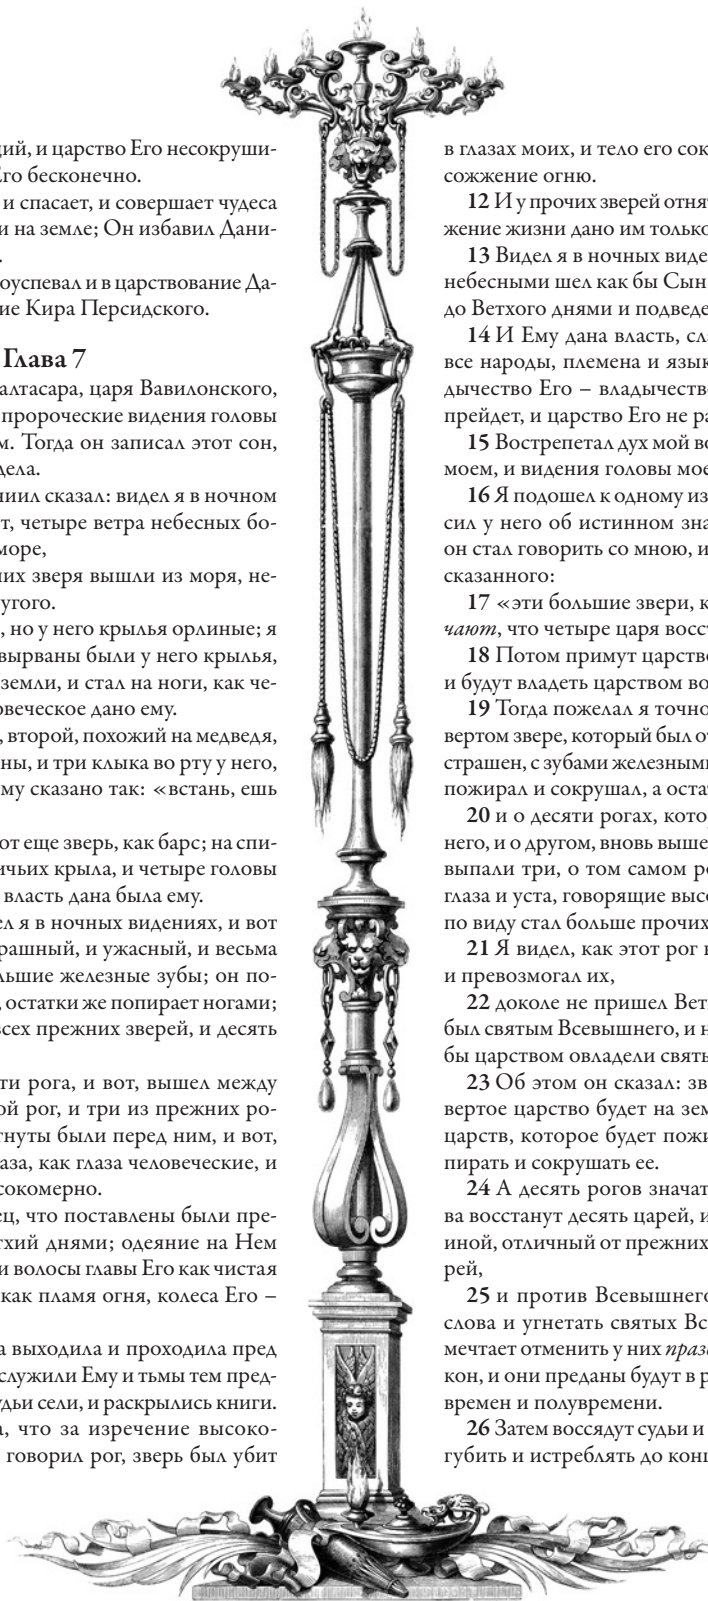 ций, и царство Его несокруши-
Его бесконечно.
и спасает, и совершает чудеса
и на земле; Он избавил Дани-
.
оуспевал и в царствование Да-
ие Кира Персидского.
Глава 7
алтасара, царя Вавилонского,
пророческие видения головы
м. Тогда он записал этот сон,
дела.
ниил сказал: видел я в ночном
т, четыре ветра небесных бо-
море,
их зверя вышли из моря, не-
угого.
, но у него крылья орлиные; я
вырваны были у него крылья,
земли, и стал на ноги, как че-
овеческое дано ему.
, второй, похожий на медведя,
ны, и три клыка во рту у него,
му сказано так: «встань, ешь
от еще зверь, как барс; на спи-
ичьих крыла, и четыре головы
власть дана была ему.
ел я в ночных видениях, и вот
рашный, и ужасный, и весьма
льшие железные зубы; он по-
, остатки же попирает ногами;
всех прежних зверей, и десять
ти рога, и вот, вышел между
ой рог, и три из прежних ро-
гнуты были перед ним, и вот,
аза, как глаза человеческие, и
сокомерно.
ец, что поставлены были пре-
тхий днями; одеяние на Нем
и волосы главы Его как чистая
как пламя огня, колеса Его –
а выходила и проходила пред
служили Ему и тьмы тем пред-
удьи сели, и раскрылись книги.
а, что за изречение высоко-
говорил рог, зверь был убит
в глазах моих, и тело его сок
сожжение огню.
12 И у прочих зверей отнят
жение жизни дано им только
13 Видел я в ночных виде
небесными шел как бы Сын
до Ветхого днями и подведе
14 И Ему дана власть, сла
все народы, племена и язык
дычество Его – владычество
прейдет, и царство Его не ра
15 Вострепетал дух мой во
моем, и видения головы мое
16 Я подошел к одному из
сил у него об истинном зна
он стал говорить со мною, и
сказанного:
17 «эти большие звери, к
чают, что четыре царя восст
18 Потом примут царство
и будут владеть царством во
19 Тогда пожелал я точно
вертом звере, который был от
страшен, с зубами железными
пожирал и сокрушал, а остат
20 и о десяти рогах, котор
него, и о другом, вновь выше
выпали три, о том самом ро
глаза и уста, говорящие высо
по виду стал больше прочих
21 Я видел, как этот рог в
и превозмогал их,
22 доколе не пришел Вет
был святым Всевышнего, и н
бы царством овладели святы
23 Об этом он сказал: зв
вертое царство будет на зем
царств, которое будет пожи
пирать и сокрушать ее.
24 А десять рогов значат
ва восстанут десять царей, и
иной, отличный от прежних
рей,
25 и против Всевышнего
слова и угнетать святых Вс
мечтает отменить у них празд
кон, и они преданы будут в р
времен и полувремени.
26 Затем воссядут судьи и
губить и истреблять до конц